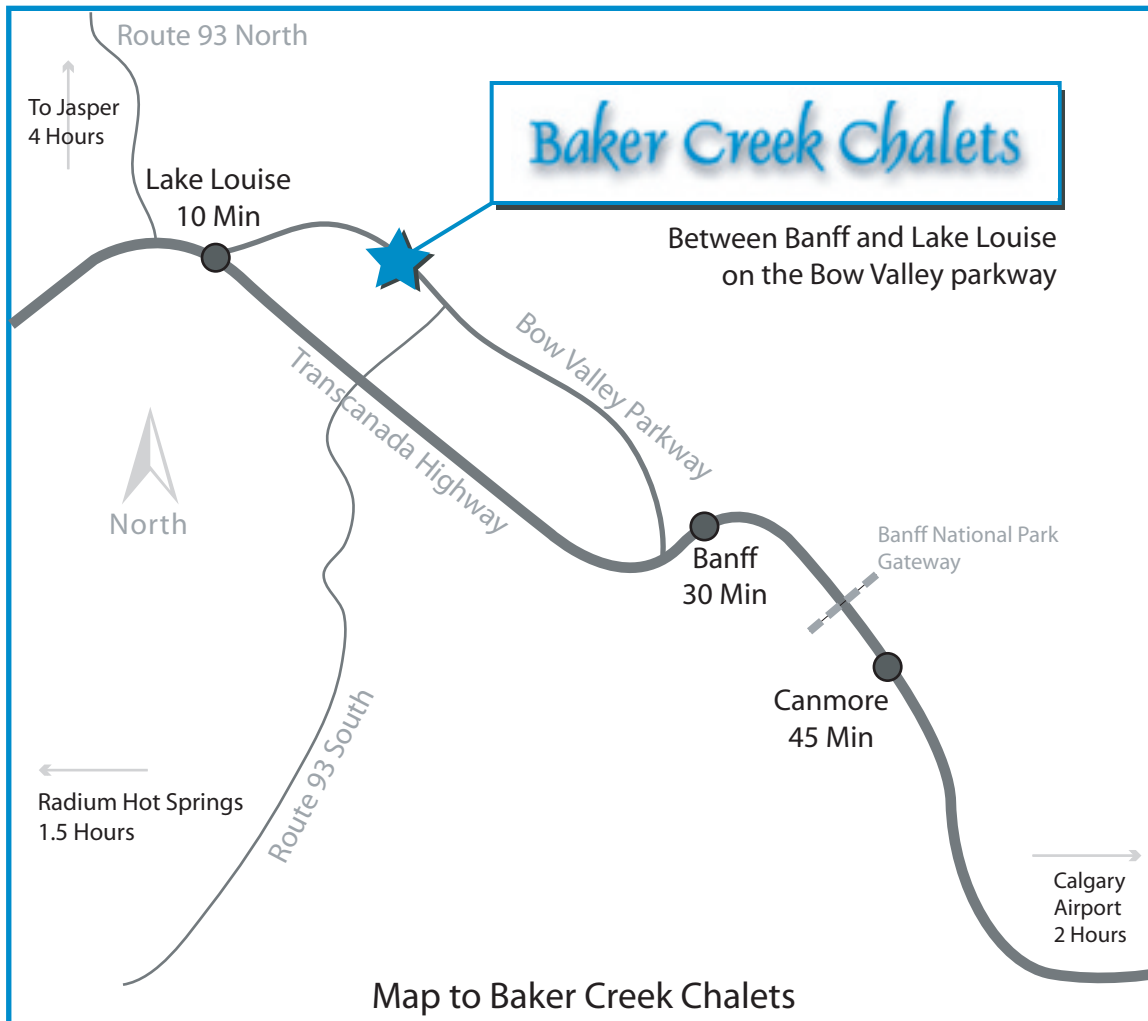 Route 93 North
To Jasper
4 Hours
Baker Creek Chalets
Lake Louise
10 Min
Between Banff and Lake Louise
on the Bow Valley parkway
Bow Valley Parkway
Transcanada Highway
North
Banff
30 Min
Banff National Park
Gateway
Canmore
45 Min
Route 93 South
Radium Hot Springs
1.5 Hours
Calgary
Airport
2 Hours
Map to Baker Creek Chalets